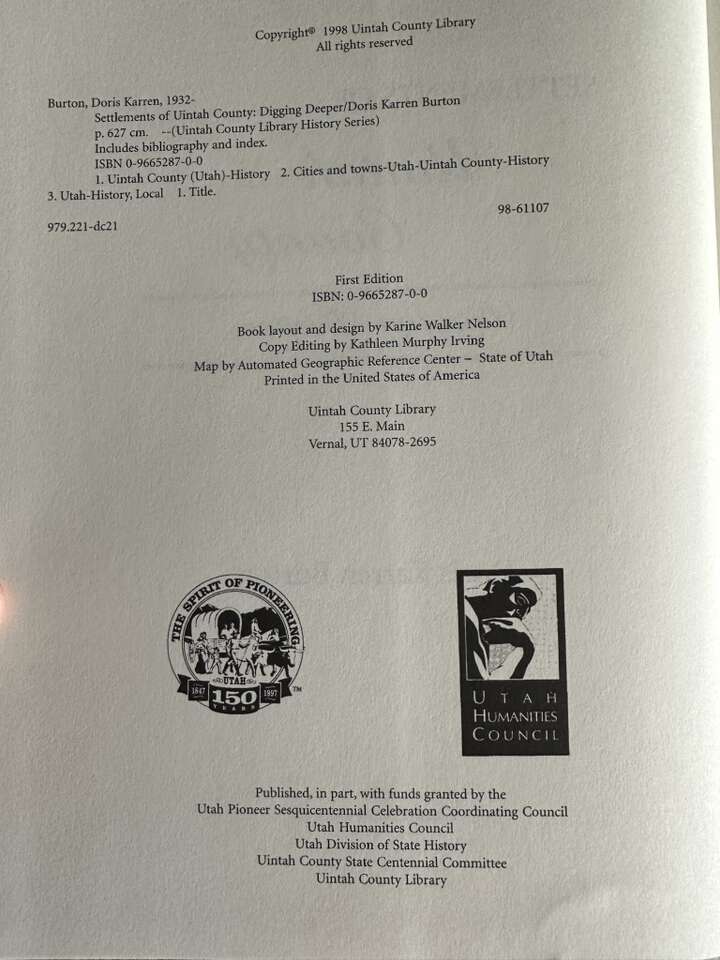 Copyright® 1998 Uintah County Library
All rights reserved
Burton, Doris Karren, 1932-
Settlements of Uintah County: Digging Deeper/Doris Karren Burton
p. 627 cm. --(Uintah County Library History Series)
Includes bibliography and index.
ISBN 0-9665287-0-0
1. Uintah County (Utah)-History 2. Cities and towns-Utah-Uintah County-History
3. Utah-History, Local 1. Title.
979.221-dc21
98-61107
First Edition
ISBN: 0-9665287-0-0
Book layout and design by Karine Walker Nelson
Copy Editing by Kathleen Murphy Irving
Map by Automated Geographic Reference Center – State of Utah
Printed in the United States of America
Uintah County Library
155 E. Main
Vernal, UT 84078-2695
THE SPIRIT OF PIONEERING
UTAH
1847 150 1997
YEARS
TM
UTAH
HUMANITIES
COUNCIL
Published, in part, with funds granted by the
Utah Pioneer Sesquicentennial Celebration Coordinating Council
Utah Humanities Council
Utah Division of State History
Uintah County State Centennial Committee
Uintah County Library